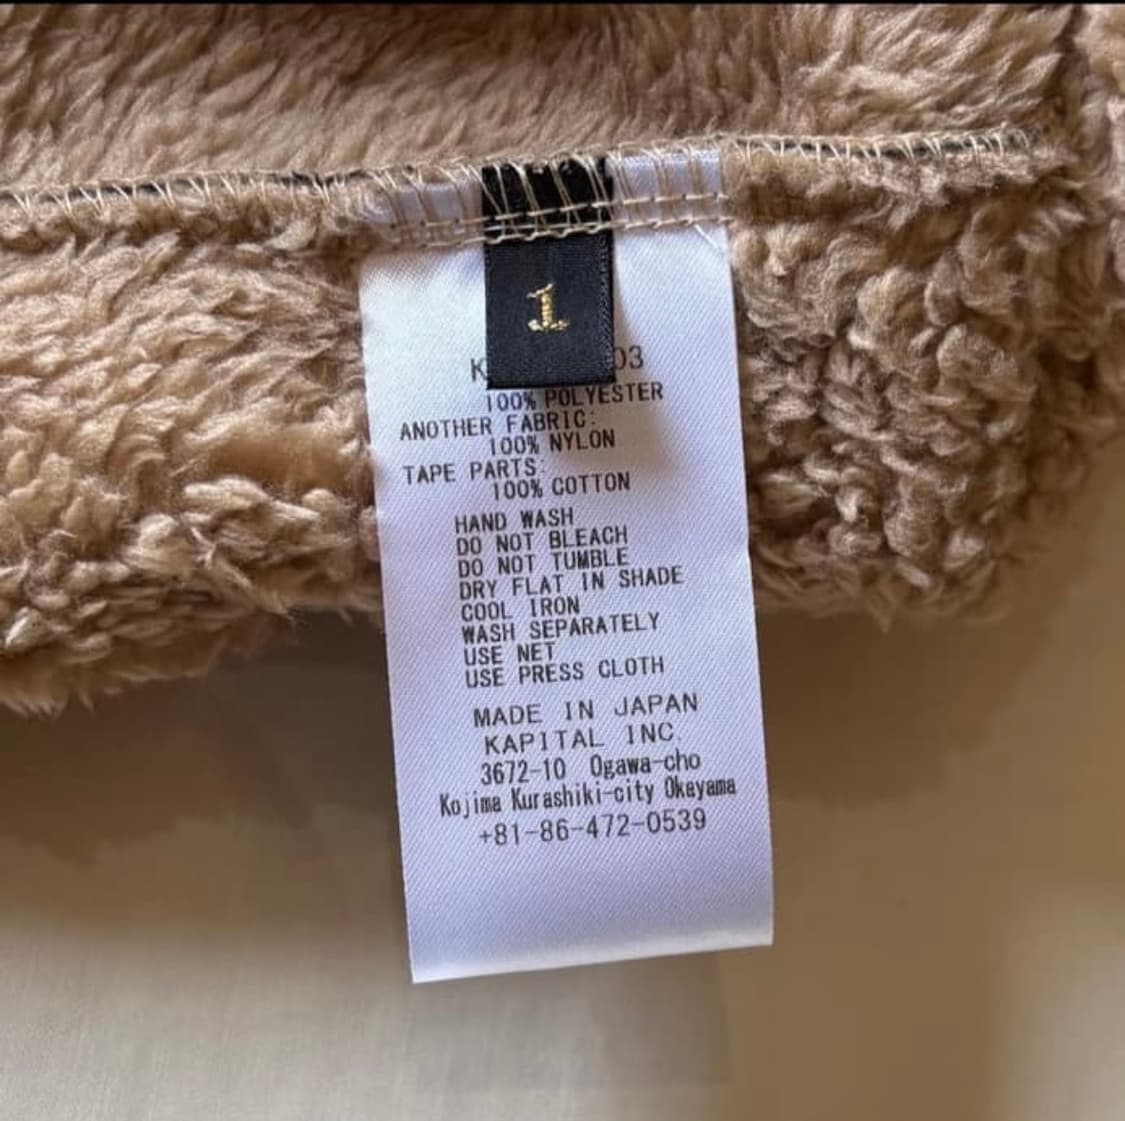 1
100% POLYESTER
ANOTHER FABRIC:
100% NYLON
TAPE PARTS:
100% COTTON
HAND WASH
DO NOT BLEACH
DO NOT TUMBLE
DRY FLAT IN SHADE
COOL IRON
WASH SEPARATELY
USE NET
USE PRESS CLOTH
MADE IN JAPAN
KAPITAL INC.
3672-10 Ogawa-cho
Kojima Kurashiki-city Okayama
+81-86-472-0539